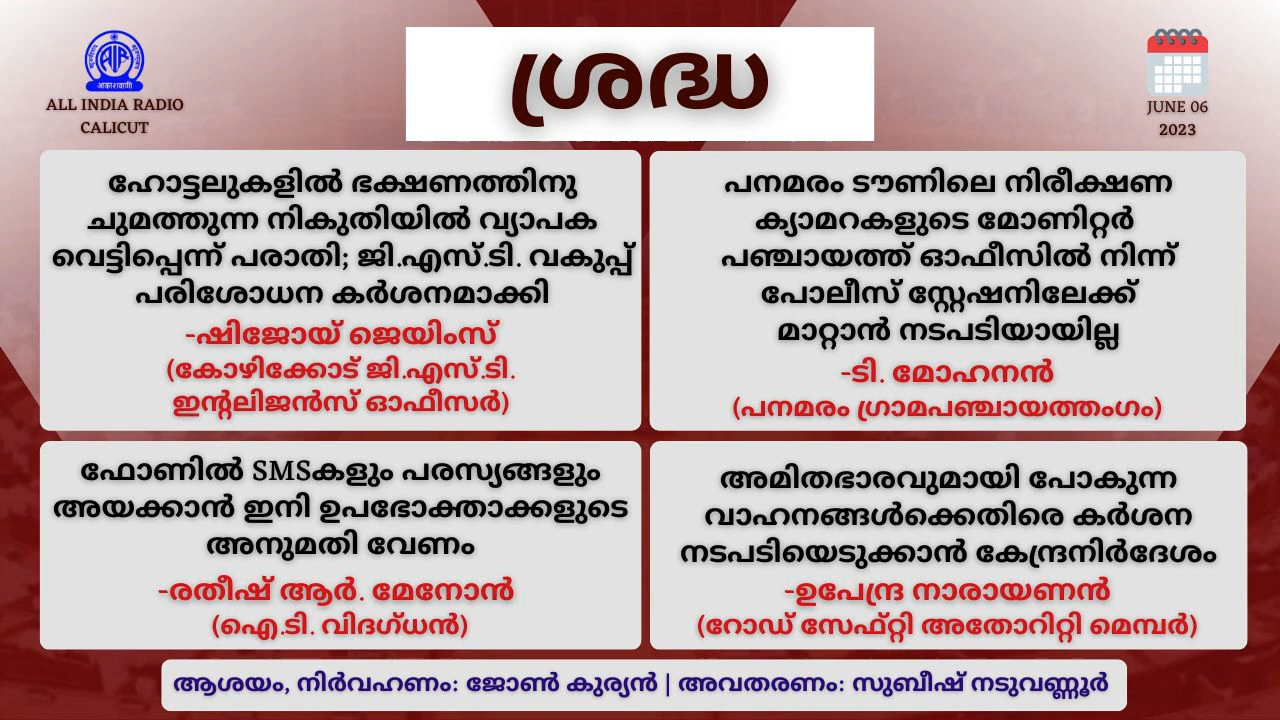 ALL INDIA RADIO
CALICUT
ശ്രദ്ധ
JUNE 06
2023
ഹോട്ടലുകളിൽ ഭക്ഷണത്തിനു
ചുമത്തുന്ന നികുതിയിൽ വ്യാപക
വെട്ടിപ്പെന്ന് പരാതി; ജി.എസ്.ടി. വകുപ്പ്
പരിശോധന കർശനമാക്കി
-ഷിജോയ് ജെയിംസ്
(കോഴിക്കോട് ജി.എസ്.ടി.
ഇന്റലിജൻസ് ഓഫീസർ)
പനമരം ടൗണിലെ നിരീക്ഷണ
ക്യാമറകളുടെ മോണിറ്റർ
പഞ്ചായത്ത് ഓഫീസിൽ നിന്ന്
പോലീസ് സ്റ്റേഷനിലേക്ക്
മാറ്റാൻ നടപടിയായില്ല
-ടി. മോഹനൻ
(പനമരം ഗ്രാമപഞ്ചായത്തംഗം)
ഫോണിൽ SMSകളും പരസ്യങ്ങളും
അയക്കാൻ ഇനി ഉപഭോക്താക്കളുടെ
അനുമതി വേണം
-രതീഷ് ആർ. മേനോൻ
(ഐ.ടി. വിദഗ്ധൻ)
അമിതഭാരവുമായി പോകുന്ന
വാഹനങ്ങൾക്കെതിരെ കർശന
നടപടിയെടുക്കാൻ കേന്ദ്രനിർദേശം
-ഉപേന്ദ്ര നാരായണൻ
(റോഡ് സേഫ്റ്റി അതോറിറ്റി മെമ്പർ)
ആശയം, നിർവഹണം: ജോൺ കുര്യൻ | അവതരണം: സുബീഷ് നടുവണ്ണൂർ